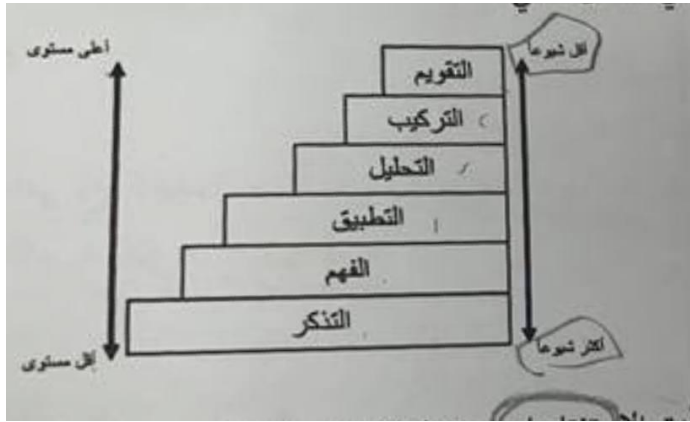 أعلى مستوى
أقل شيوعاً
التقويم
التركيب
التحليل
التطبيق
الفهم
التذكر
أقل مستوى
أكثر شيوعاً